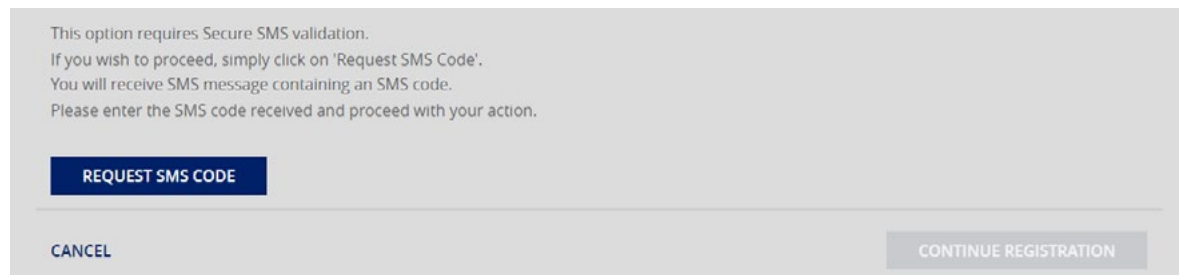 This option requires Secure SMS validation.
If you wish to proceed, simply click on 'Request SMS Code'.
You will receive SMS message containing an SMS code.
Please enter the SMS code received and proceed with your action.
REQUEST SMS CODE
CANCEL
CONTINUE REGISTRATION